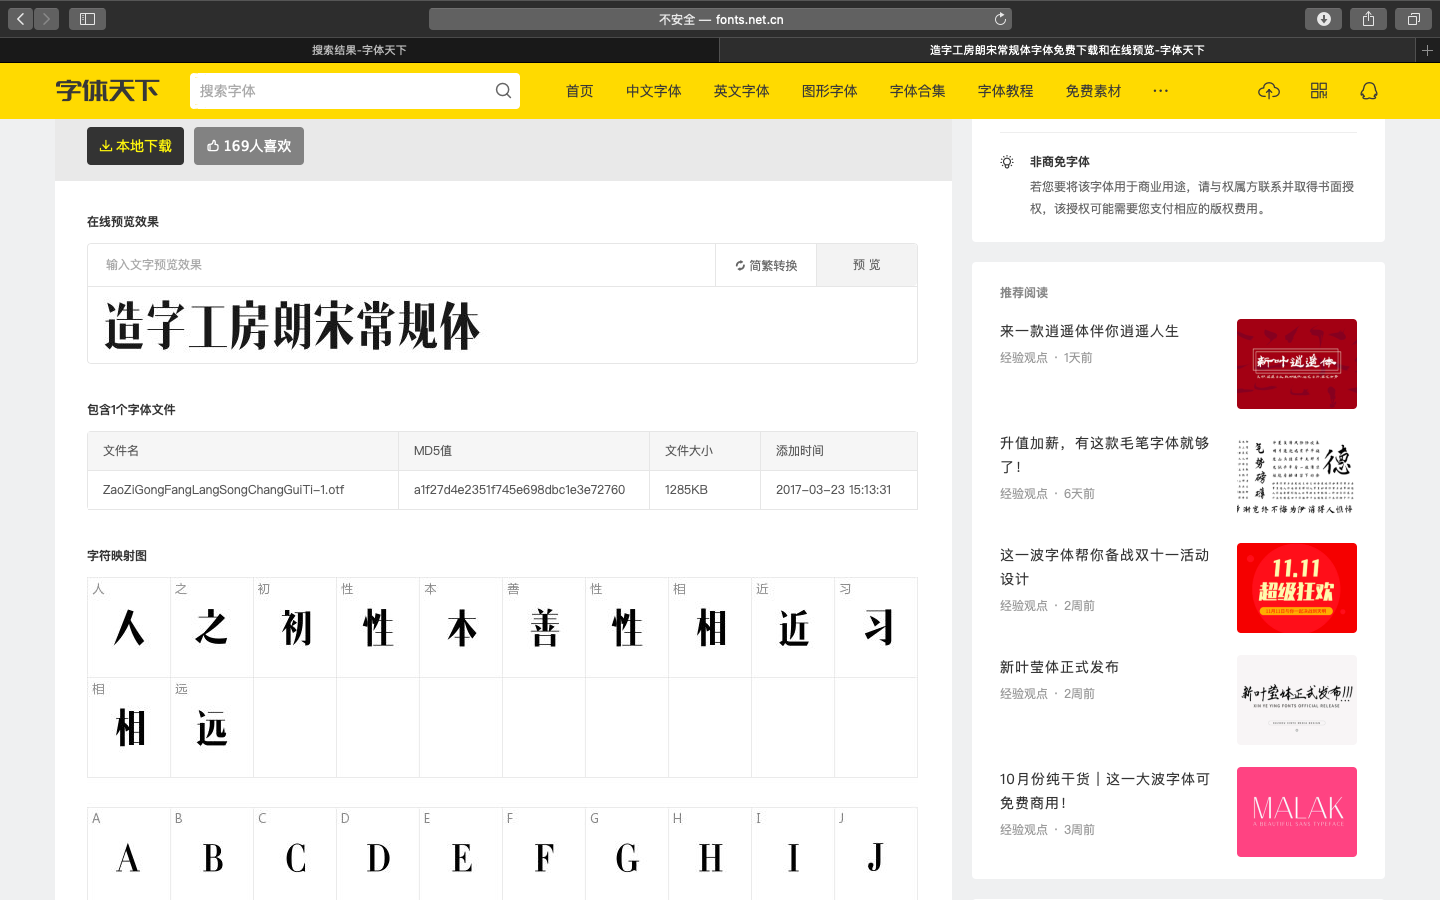 不安全 — fonts.net.cn
搜索结果-字体天下
造字工房朗宋常规体字体免费下载和在线预览-字体天下
字体天下
搜索字体
首页
中文字体
英文字体
图形字体
字体合集
字体教程
免费素材
本地下载
169人喜欢
在线预览效果
输入文字预览效果
简繁转换
预 览
造字工房朗宋常规体
包含1个字体文件
文件名 MD5值 文件大小 添加时间
ZaoZiGongFangLangSongChangGuiTi-1.otf a1f27d4e2351f745e698dbc1e3e72760 1285KB 2017-03-23 15:13:31
字符映射图
人 之 初 性 本 善 性 相 近 习
人 之 初 性 本 善 性 相 近 习
相 远
相 远
A B C D E F G H I J
A B C D E F G H I J
非商免字体
若您要将该字体用于商业用途，请与权属方联系并取得书面授
权，该授权可能需要您支付相应的版权费用。
推荐阅读
来一款逍遥体伴你逍遥人生
经验观点 · 1天前
新叶逍遥体
升值加薪，有这款毛笔字体就够
了！
经验观点 · 6天前
德
这一波字体帮你备战双十一活动
设计
经验观点 · 2周前
11.11
超级狂欢
新叶莹体正式发布
经验观点 · 2周前
新叶莹体正式发布!!!
XIN YE YING FONTS OFFICIAL RELEASE
10月份纯干货｜这一大波字体可
免费商用！
经验观点 · 3周前
MALAK
A BEAUTIFUL SANS TYPEFACE